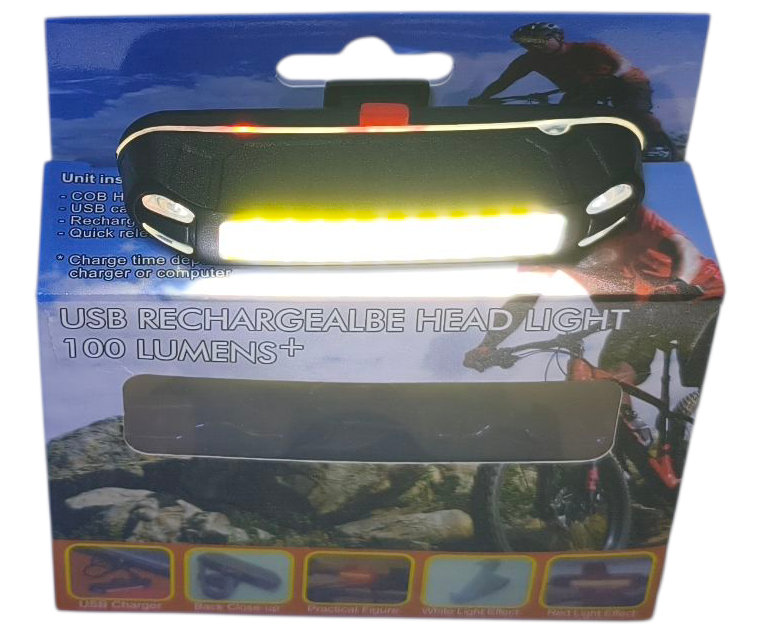 Unit ins
- COB H
- USB ca
- Recharg
- Quick rele
* Charge time dep
charger or computer
USB RECHARGEALBE HEAD LIGHT
100 LUMENS+
USB Charger
Back Close-up
Practical Figure
White Light Effect
Red Light Effect